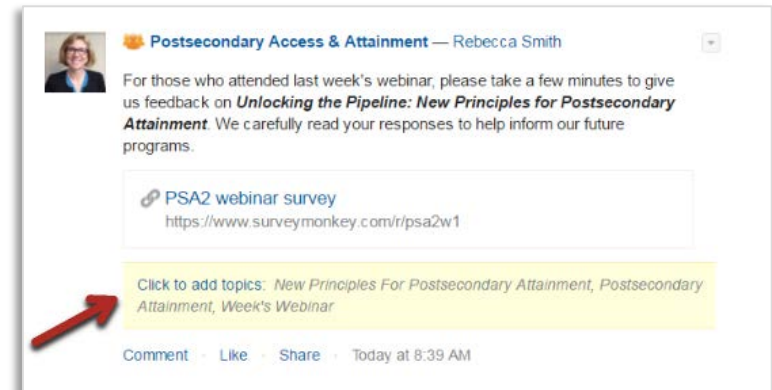 Postsecondary Access & Attainment — Rebecca Smith
For those who attended last week's webinar, please take a few minutes to give
us feedback on Unlocking the Pipeline: New Principles for Postsecondary
Attainment. We carefully read your responses to help inform our future
programs.
PSA2 webinar survey
https://www.surveymonkey.com/r/psa2w1
Click to add topics: New Principles For Postsecondary Attainment, Postsecondary
Attainment, Week's Webinar
Comment · Like · Share · Today at 8:39 AM